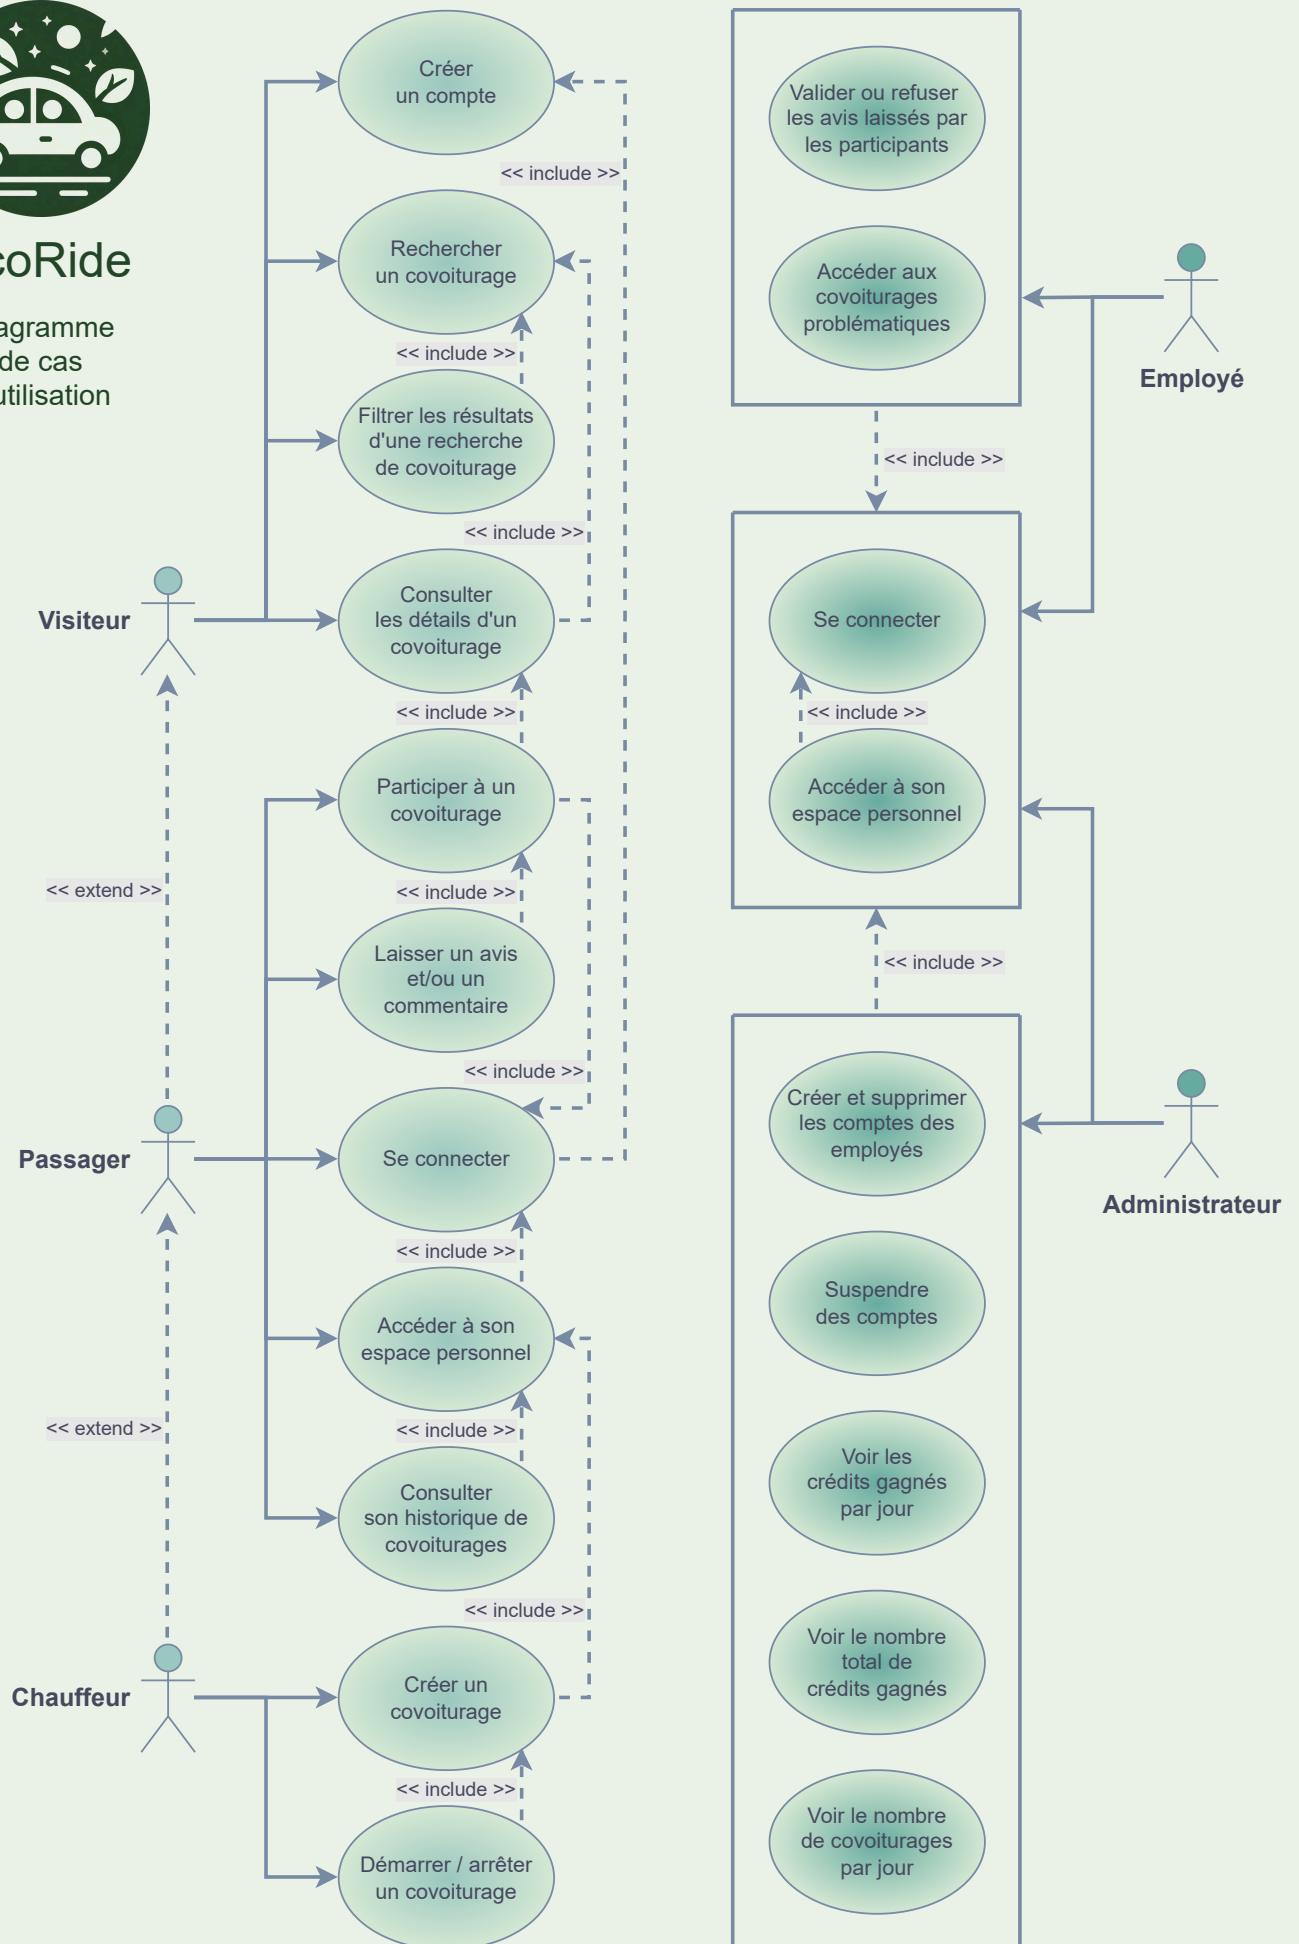 coRide
agramme
de cas
utilisation
Créer
un compte
<< include >>
Rechercher
un covoiturage
<< include >>
Filtrer les résultats
d'une recherche
de covoiturage
<< include >>
Visiteur
Consulter
les détails d'un
covoiturage
<< include >>
Participer à un
covoiturage
<< extend >>
<< include >>
Laisser un avis
et/ou un
commentaire
<< include >>
Passager
Se connecter
<< include >>
Accéder à son
espace personnel
<< extend >>
<< include >>
Consulter
son historique de
covoiturages
<< include >>
Chauffeur
Créer un
covoiturage
<< include >>
Démarrer / arrêter
un covoiturage
Valider ou refuser
les avis laissés par
les participants
Accéder aux
covoiturages
problématiques
Employé
<< include >>
Se connecter
<< include >>
Accéder à son
espace personnel
<< include >>
Créer et supprimer
les comptes des
employés
Administrateur
Suspendre
des comptes
Voir les
crédits gagnés
par jour
Voir le nombre
total de
crédits gagnés
Voir le nombre
de covoiturages
par jour